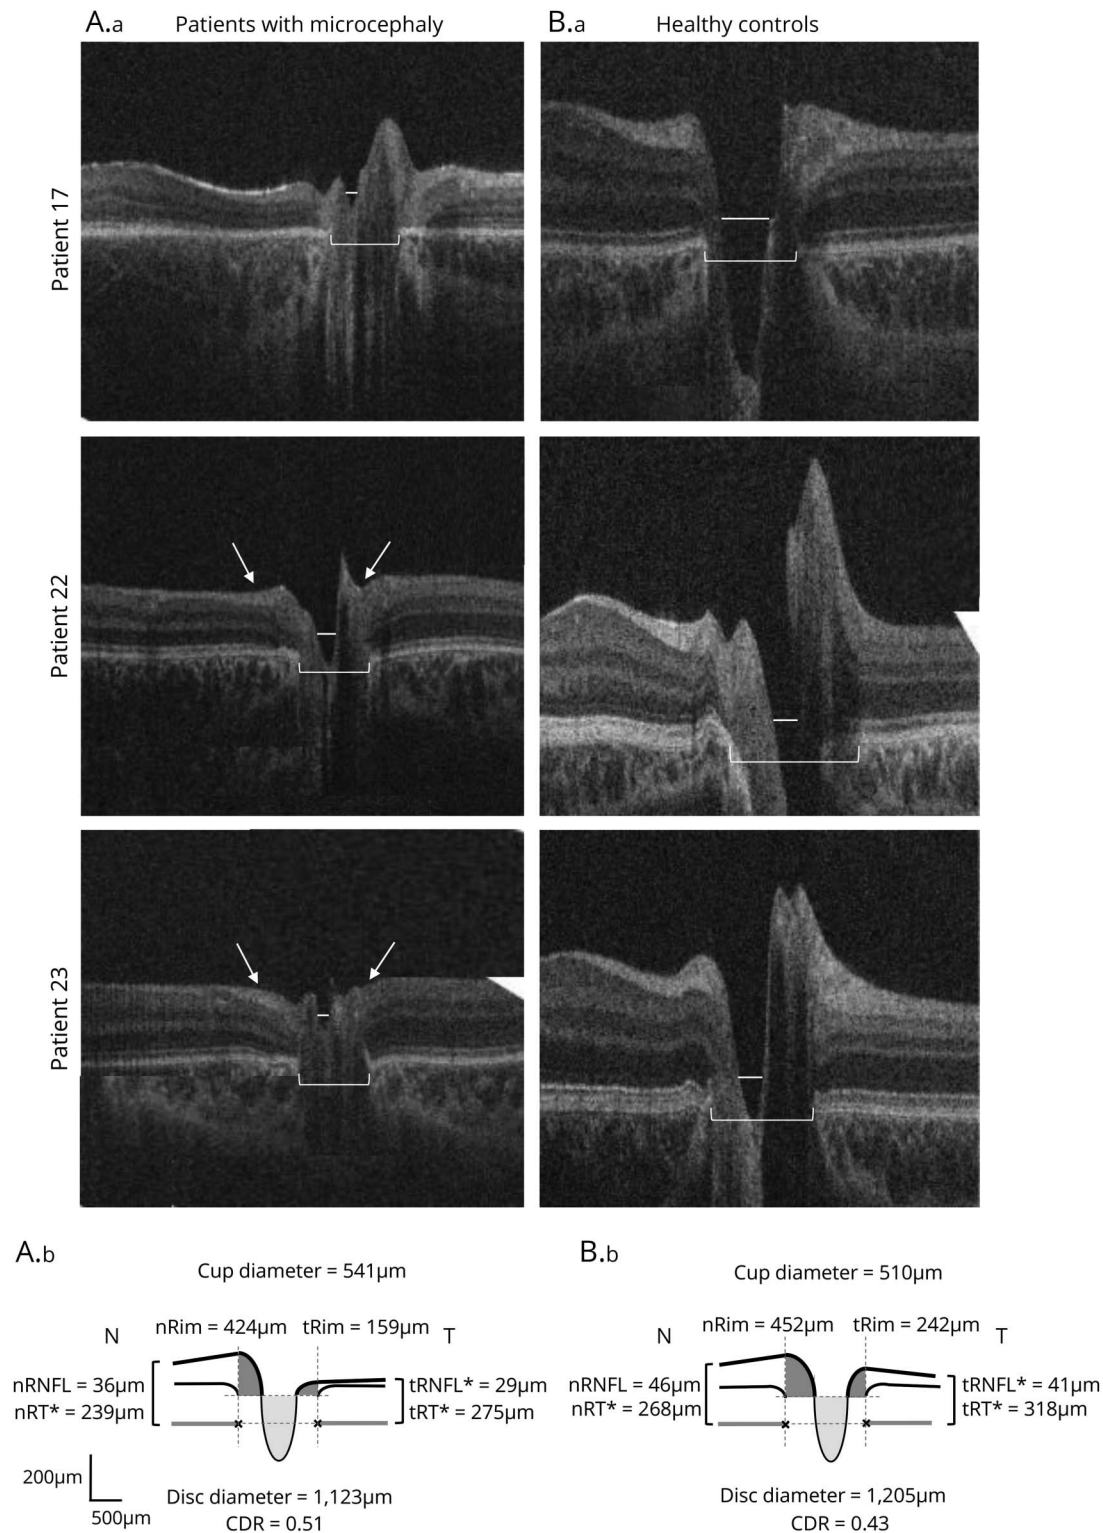 A.a Patients with microcephaly
B.a Healthy controls
Patient 17
Patient 22
Patient 23
A.b
Cup diameter = 541μm
nRim = 424μm tRim = 159μm
N T
nRNFL = 36μm
nRT* = 239μm
tRNFL* = 29μm
tRT* = 275μm
200μm
500μm
Disc diameter = 1,123μm
CDR = 0.51
B.b
Cup diameter = 510μm
nRim = 452μm tRim = 242μm
N T
nRNFL = 46μm
nRT* = 268μm
tRNFL* = 41μm
tRT* = 318μm
Disc diameter = 1,205μm
CDR = 0.43